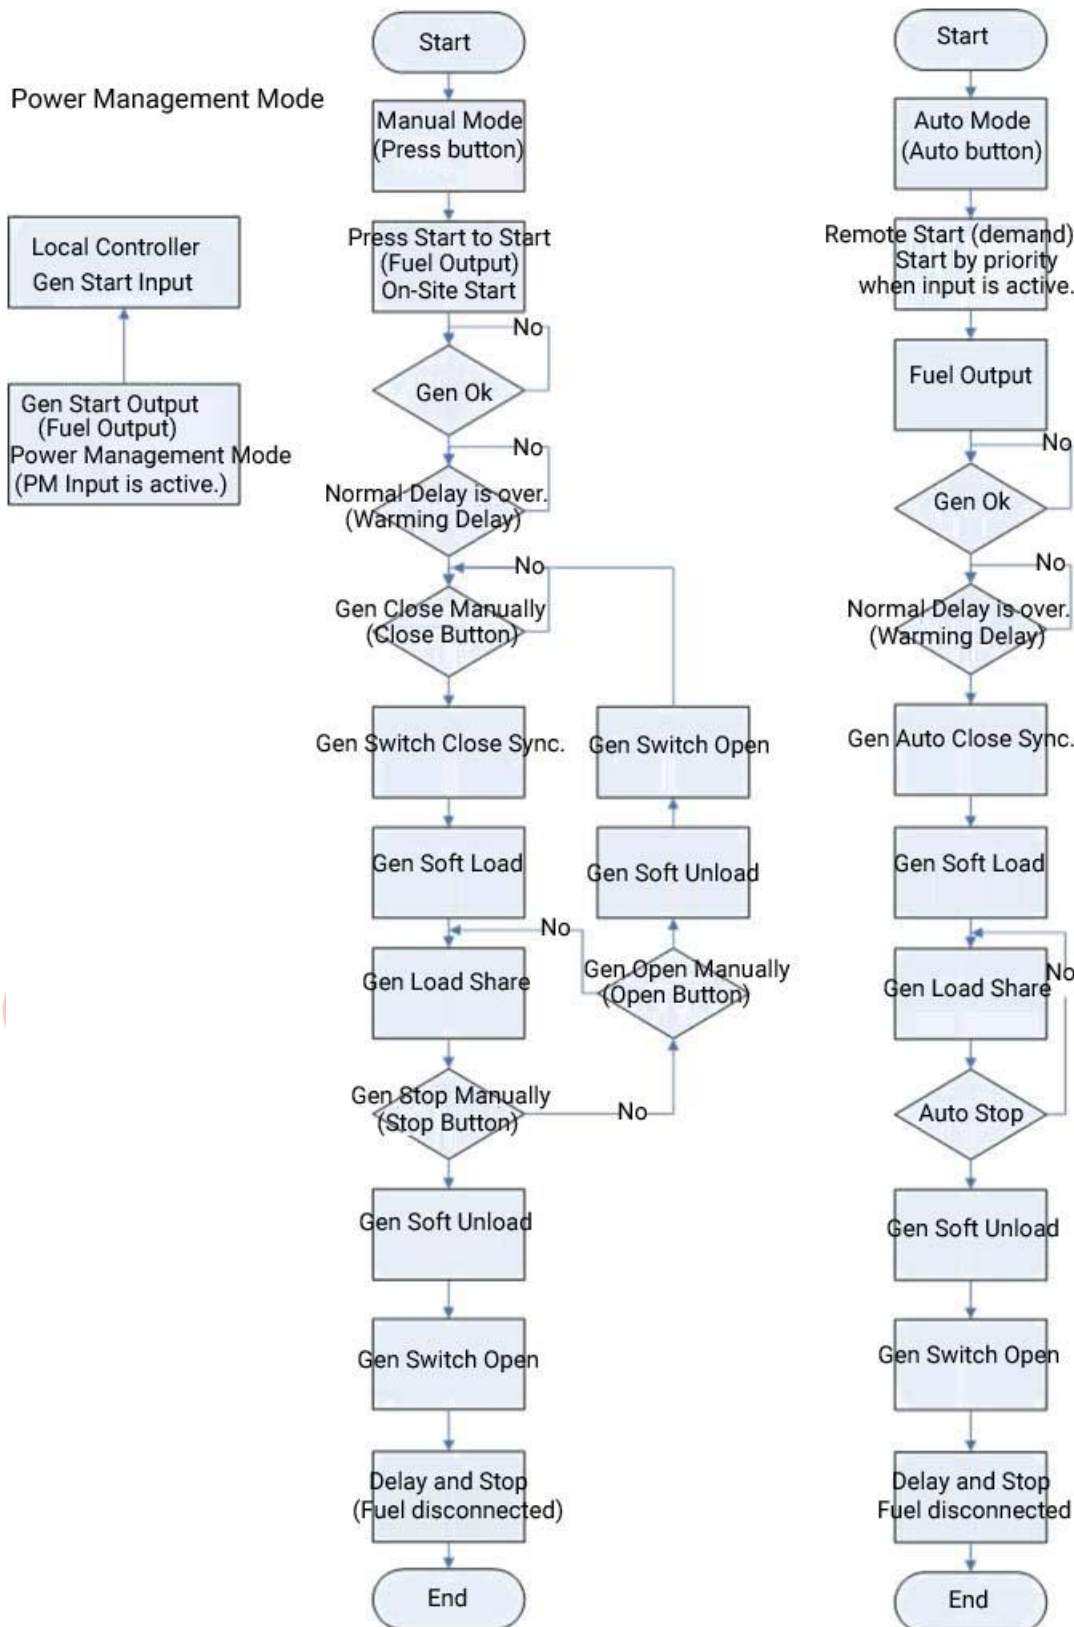 Power Management Mode
Local Controller
Gen Start Input
Gen Start Output
(Fuel Output)
Power Management Mode
(PM Input is active.)
Start
Manual Mode
(Press button)
Press Start to Start
(Fuel Output)
On-Site Start
No
Gen Ok
No
Normal Delay is over.
(Warming Delay)
No
Gen Close Manually
(Close Button)
Gen Switch Close Sync.
Gen Soft Load
No
Gen Load Share
Gen Stop Manually
(Stop Button)
No
Gen Switch Open
Gen Soft Unload
Gen Open Manually
(Open Button)
Gen Soft Unload
Gen Switch Open
Delay and Stop
(Fuel disconnected)
End
Start
Auto Mode
(Auto button)
Remote Start (demand)
Start by priority
when input is active.
Fuel Output
No
Gen Ok
No
Normal Delay is over.
(Warming Delay)
Gen Auto Close Sync.
Gen Soft Load
No
Gen Load Share
Auto Stop
Gen Soft Unload
Gen Switch Open
Delay and Stop
Fuel disconnected
End